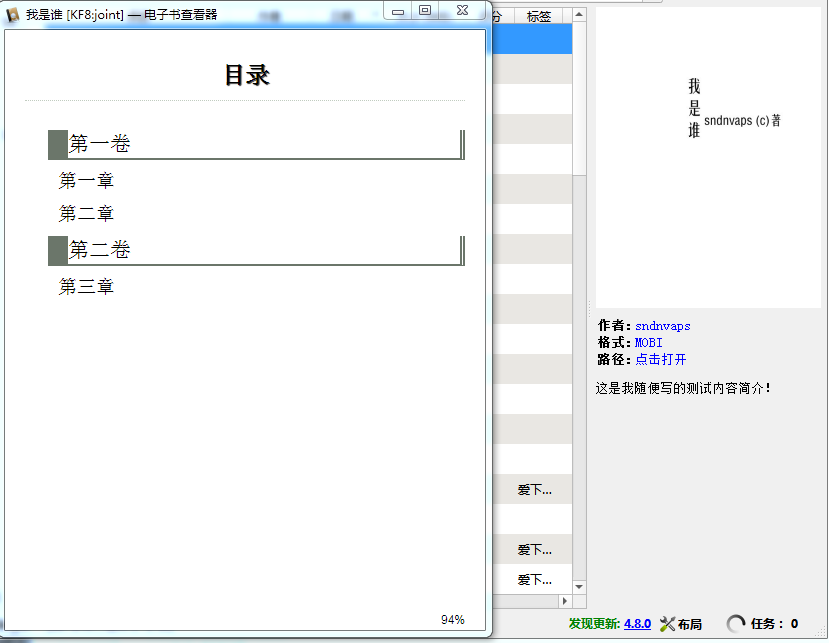 我是谁 [KF8:joint] — 电子书查看器
目录
第一卷
第一章
第二章
第二卷
第三章
94%
分 标签
爱下...
爱下...
爱下...
我是谁
sndnvaps (c)著
作者：sndnvaps
格式：MOBI
路径：点击打开
这是我随便写的测试内容简介！
发现更新: 4.8.0 布局 任务： 0